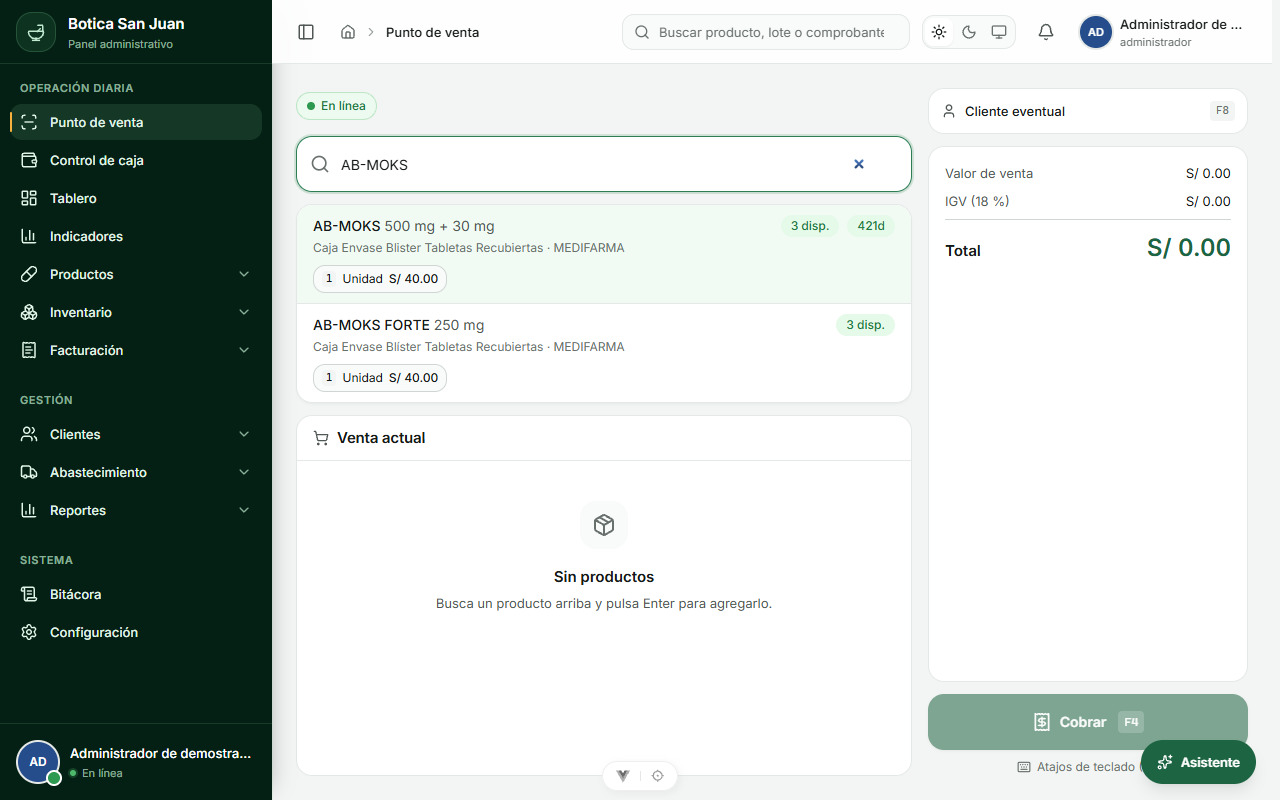 Botica San Juan
Panel administrativo
OPERACIÓN DIARIA
Punto de venta
Control de caja
Tablero
Indicadores
Productos
Inventario
Facturación
GESTIÓN
Clientes
Abastecimiento
Reportes
SISTEMA
Bitácora
Configuración
AD
Administrador de demostra...
En línea
Punto de venta
Buscar producto, lote o comprobante
AD
Administrador de ...
administrador
En línea
AB-MOKS
AB-MOKS 500 mg + 30 mg
3 disp.
421d
Caja Envase Blister Tabletas Recubiertas · MEDIFARMA
1 Unidad S/ 40.00
AB-MOKS FORTE 250 mg
3 disp.
Caja Envase Blíster Tabletas Recubiertas · MEDIFARMA
1 Unidad S/ 40.00
Venta actual
Sin productos
Busca un producto arriba y pulsa Enter para agregarlo.
Cliente eventual F8
Valor de venta S/ 0.00
IGV (18 %) S/ 0.00
Total S/ 0.00
Cobrar F4
Atajos de teclado
Asistente